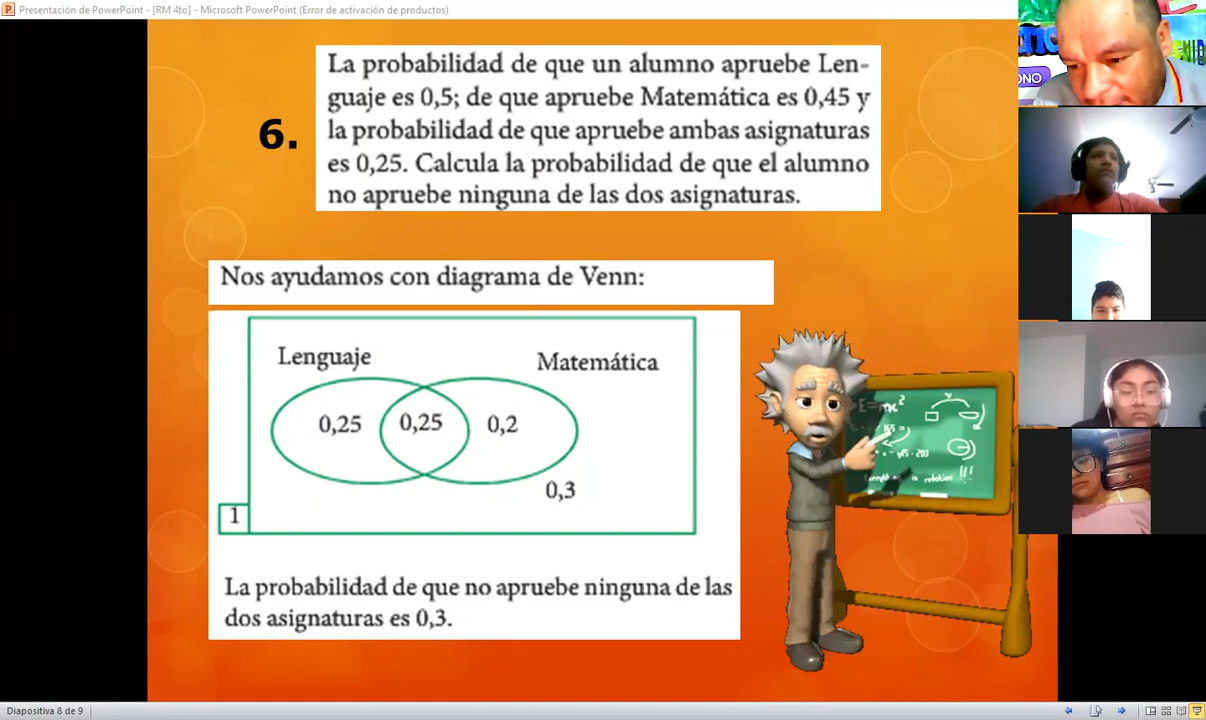 Presentación de PowerPoint - [RM 4to] - Microsoft PowerPoint (Error de activación de productos)
6.
La probabilidad de que un alumno apruebe Len-
guaje es 0,5; de que apruebe Matemática es 0,45 y
la probabilidad de que apruebe ambas asignaturas
es 0,25. Calcula la probabilidad de que el alumno
no apruebe ninguna de las dos asignaturas.
Nos ayudamos con diagrama de Venn:
Lenguaje
Matemática
0,25
0,25
0,2
0,3
1
La probabilidad de que no apruebe ninguna de las
dos asignaturas es 0,3.
E=mc²
is relative !!!
ONO
Diapositiva 8 de 9